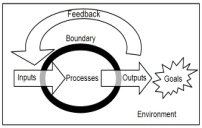 Feedback
Boundary
Inputs
Processes
Outputs
Goals
Environment